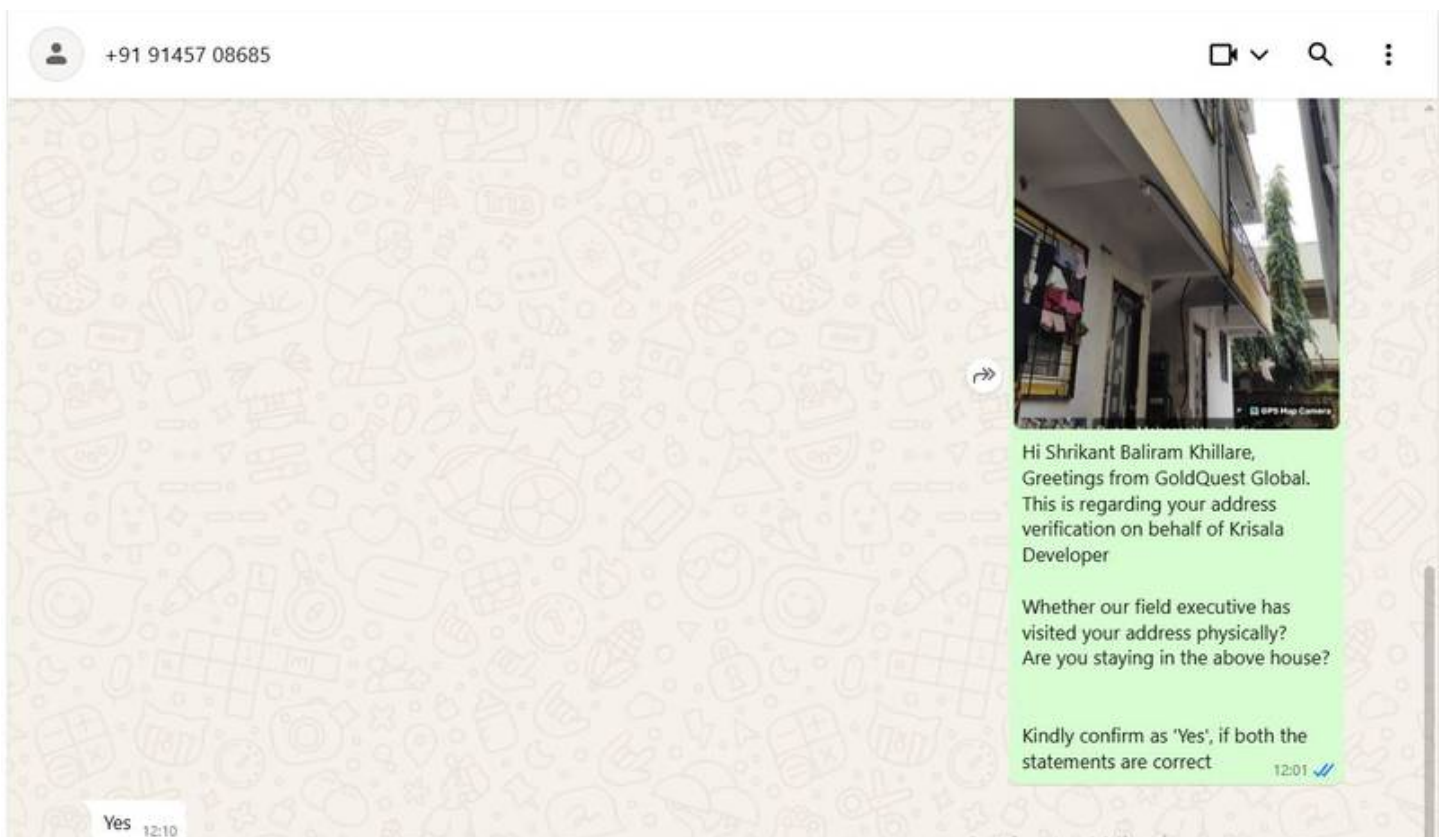 +91 91457 08685
GPS Map Camera
Hi Shrikant Baliram Khillare,
Greetings from GoldQuest Global.
This is regarding your address
verification on behalf of Krisala
Developer
Whether our field executive has
visited your address physically?
Are you staying in the above house?
Kindly confirm as 'Yes', if both the
statements are correct
12:01
Yes 12:10